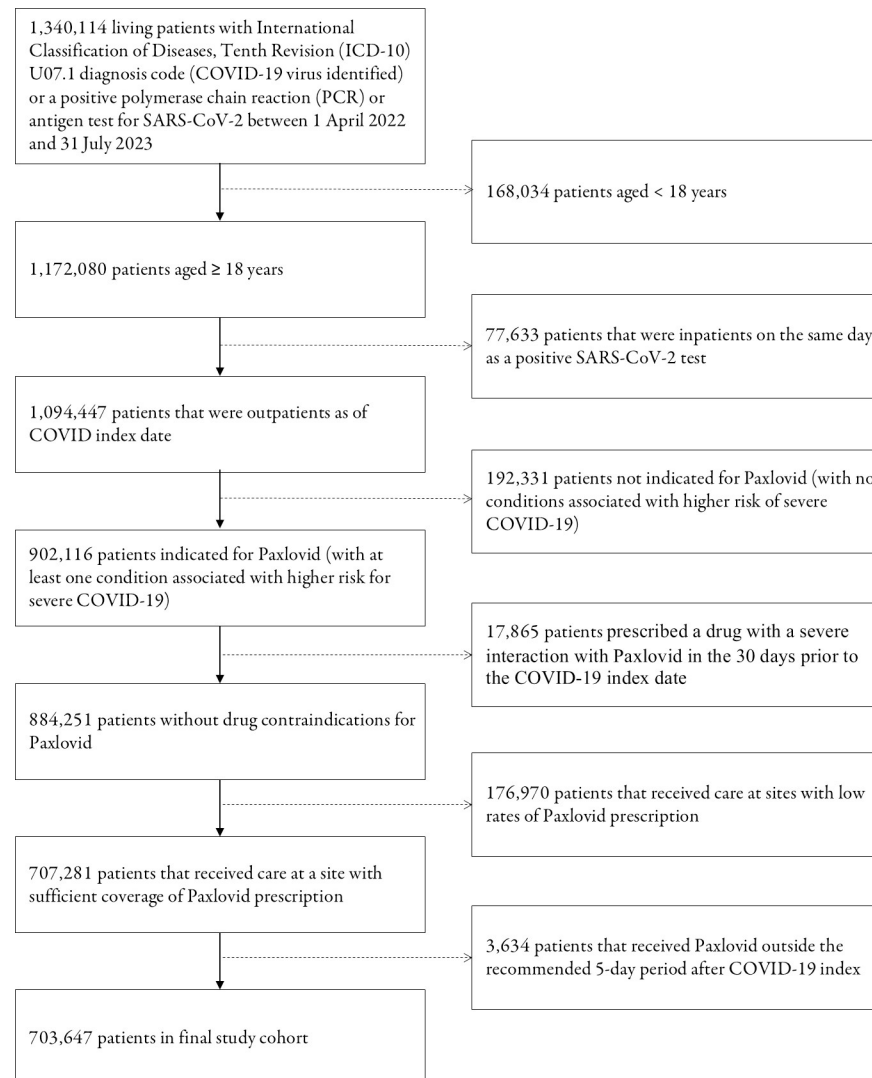 1,340,114 living patients with International
Classification of Diseases, Tenth Revision (ICD-10)
U07.1 diagnosis code (COVID-19 virus identified)
or a positive polymerase chain reaction (PCR) or
antigen test for SARS-CoV-2 between 1 April 2022
and 31 July 2023
168,034 patients aged < 18 years
1,172,080 patients aged ≥ 18 years
77,633 patients that were inpatients on the same day
as a positive SARS-CoV-2 test
1,094,447 patients that were outpatients as of
COVID index date
192,331 patients not indicated for Paxlovid (with no
conditions associated with higher risk of severe
COVID-19)
902,116 patients indicated for Paxlovid (with at
least one condition associated with higher risk for
severe COVID-19)
17,865 patients prescribed a drug with a severe
interaction with Paxlovid in the 30 days prior to
the COVID-19 index date
884,251 patients without drug contraindications for
Paxlovid
176,970 patients that received care at sites with low
rates of Paxlovid prescription
707,281 patients that received care at a site with
sufficient coverage of Paxlovid prescription
3,634 patients that received Paxlovid outside the
recommended 5-day period after COVID-19 index
703,647 patients in final study cohort